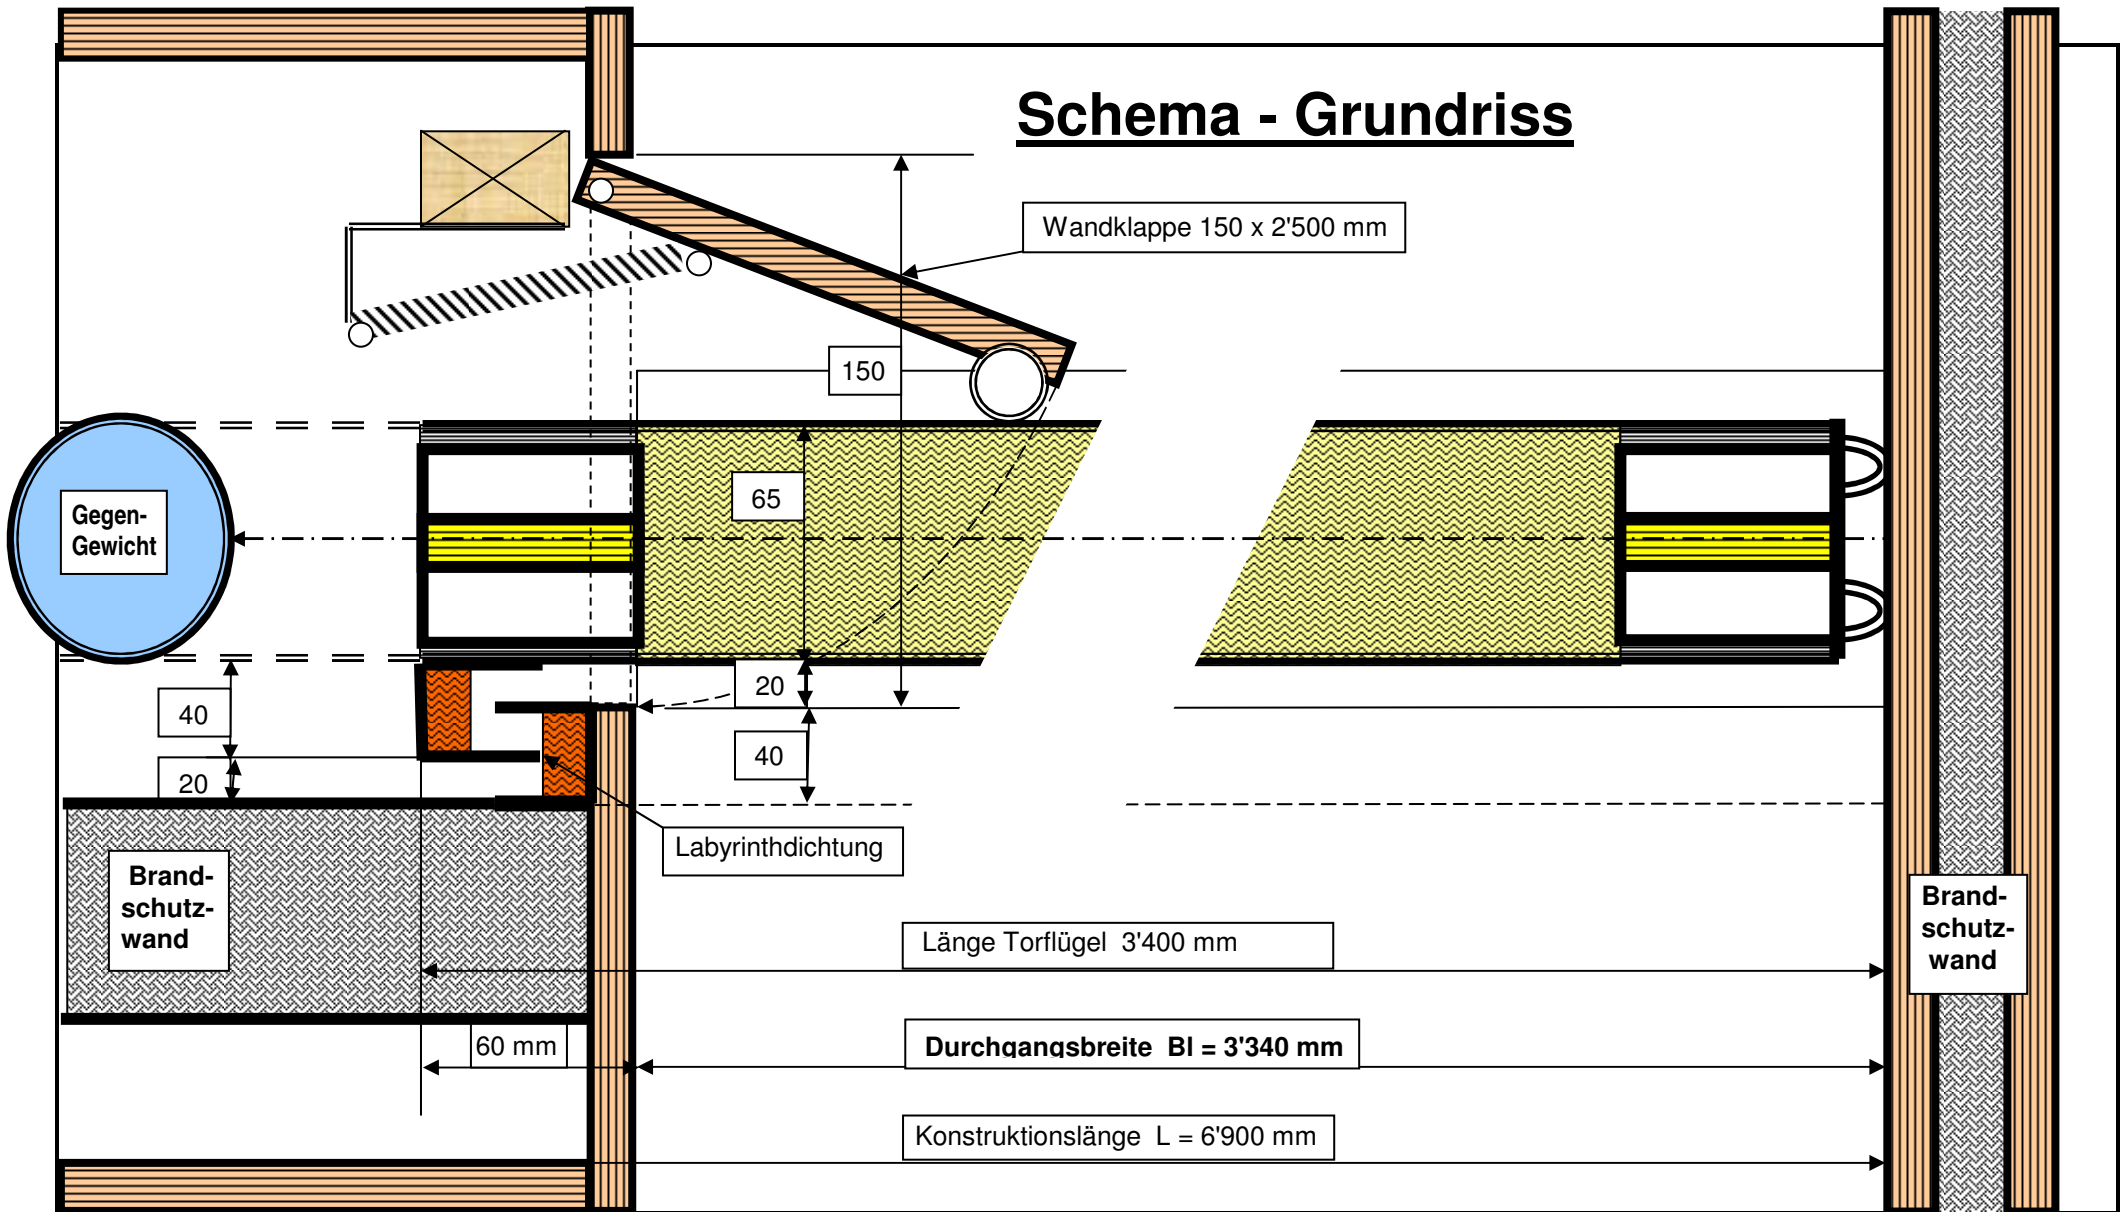 Schema - Grundriss
Wandklappe 150 x 2'500 mm
150
65
Gegen-
Gewicht
20
40
40
20
Labyrinthdichtung
Brand-
schutz-
wand
Brand-
schutz-
wand
Länge Torflügel 3'400 mm
60 mm
Durchgangsbreite BI = 3'340 mm
Konstruktionslänge L = 6'900 mm